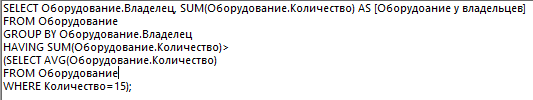 SELECT Оборудование.Владелец, SUM(Оборудование.Количество) AS [Оборудоание у владельцев]
FROM Оборудование
GROUP BY Оборудование.Владелец
HAVING SUM(Оборудование.Количество)>
(SELECT AVG(Оборудование.Количество)
FROM Оборудование
WHERE Количество=15);